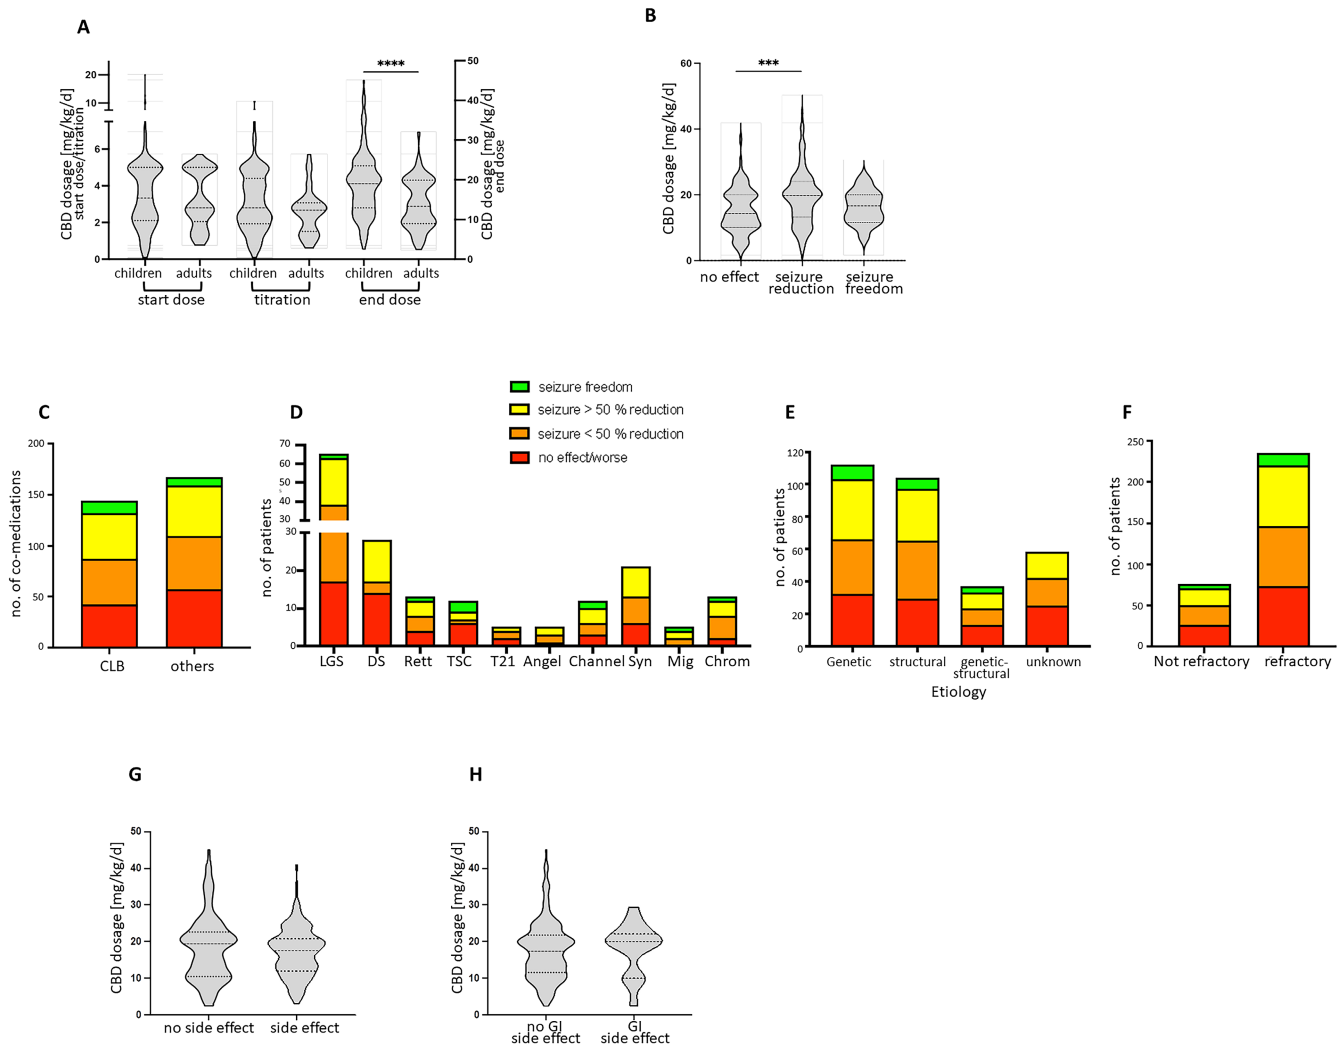 A
B
CBD dosage [mg/kg/d]
start dose/titration
20
10
6
4
2
0
****
50
40
30
20
10
0
CBD dosage [mg/kg/d]
end dose
children adults children adults children adults
start dose titration end dose
CBD dosage [mg/kg/d]
60
40
20
0
***
no effect seizure reduction seizure freedom
seizure freedom
seizure > 50 % reduction
seizure < 50 % reduction
no effect/worse
C
no. of co-medications
200
150
100
50
0
CLB others
D
no. of patients
70
60
50
40
30
30
20
10
0
LGS DS Rett TSC T21 Angel Channel Syn Mig Chrom
E
no. of patients
120
100
80
60
40
20
0
Genetic structural genetic-structural unknown
Etiology
F
no. of patients
250
200
150
100
50
0
Not refractory refractory
G
CBD dosage [mg/kg/d]
50
40
30
20
10
0
no side effect side effect
H
CBD dosage [mg/kg/d]
50
40
30
20
10
0
no GI side effect GI side effect